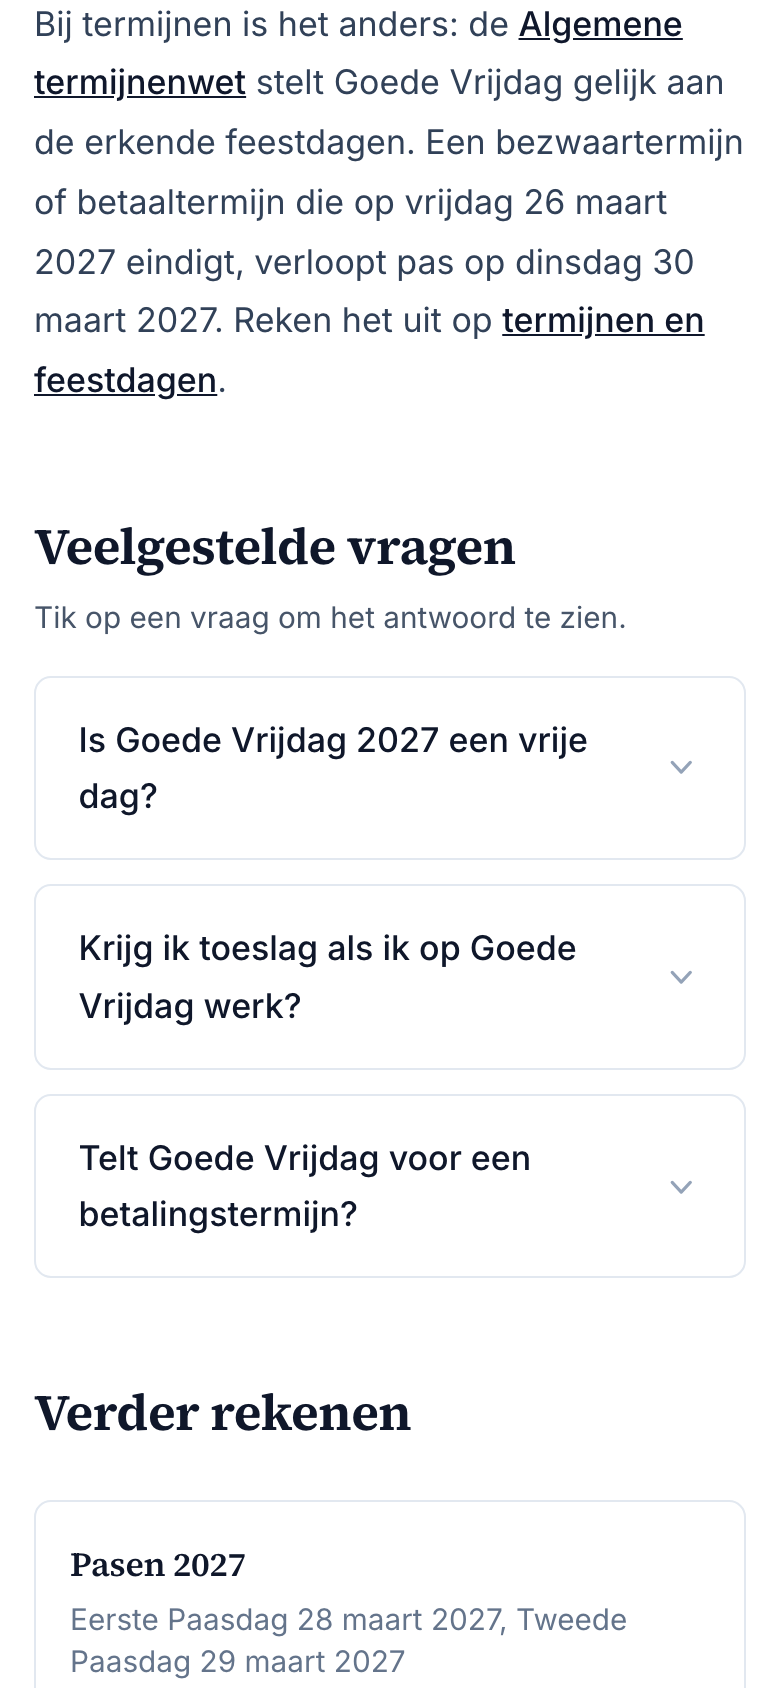 Bij termijnen is het anders: de Algemene
termijnenwet stelt Goede Vrijdag gelijk aan
de erkende feestdagen. Een bezwaartermijn
of betaaltermijn die op vrijdag 26 maart
2027 eindigt, verloopt pas op dinsdag 30
maart 2027. Reken het uit op termijnen en
feestdagen.
Veelgestelde vragen
Tik op een vraag om het antwoord te zien.
Is Goede Vrijdag 2027 een vrije
dag?
Krijg ik toeslag als ik op Goede
Vrijdag werk?
Telt Goede Vrijdag voor een
betalingstermijn?
Verder rekenen
Pasen 2027
Eerste Paasdag 28 maart 2027, Tweede
Paasdag 29 maart 2027